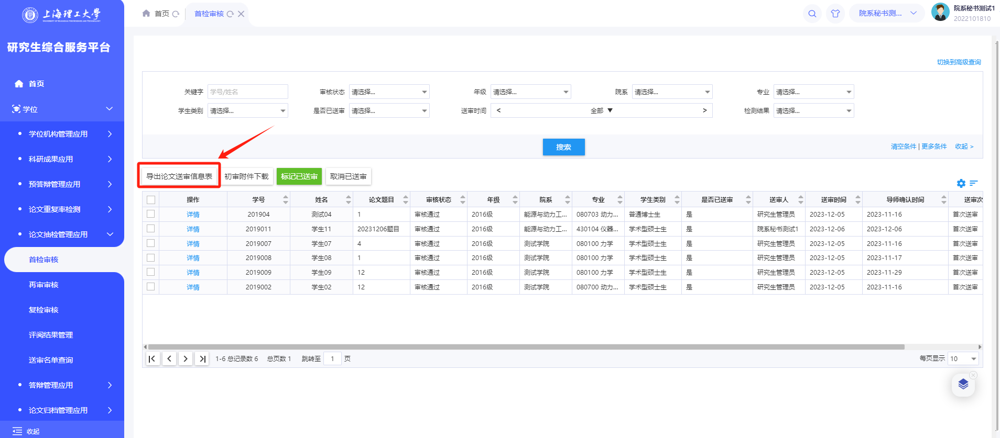 上海理工大學
UNIVERSITY OF SHANGHAI FOR SCIENCE AND TECHNOLOGY
研究生综合服务平台
首页
学位
学位机构管理应用
科研成果应用
预答辩管理应用
论文重复率检测
论文抽检管理应用
首检审核
再审审核
复检审核
评阅结果管理
送审名单查询
答辩管理应用
论文归档管理应用
收起
首页 首检审核
院系秘书测试... 院系秘书测试1
2022101810
切换到高级查询
关键字 学号/姓名 审核状态 请选择... 年级 请选择... 院系 请选择... 专业 请选择...
学生类别 请选择... 是否已送审 请选择... 送审时间 < 全部 ▼ > 检测结果 请选择...
搜索 清空条件 | 更多条件 收起 >
导出论文送审信息表 初审附件下载 标记已送审 取消已送审
操作 学号 姓名 论文题目 审核状态 年级 院系 专业 学生类别 是否已送审 送审人 送审时间 导师确认时间 送审次
详情 201904 测试04 1 审核通过 2016级 能源与动力工... 080703 动力... 普通博士生 是 研究生管理员 2023-12-05 2023-11-16 首次送审
详情 2019011 学生11 20231206题目 审核通过 2016级 能源与动力工... 430104 仪器... 学术型硕士生 是 院系秘书测试1 2023-12-06 2023-12-06 首次送审
详情 2019007 学生07 4 审核通过 2016级 测试学院 080100 力学 学术型硕士生 是 研究生管理员 2023-12-05 2023-11-16 首次送审
详情 2019008 学生08 1 审核通过 2016级 测试学院 080100 力学 学术型硕士生 是 研究生管理员 2023-12-05 2023-11-17 首次送审
详情 2019009 学生09 12 审核通过 2016级 测试学院 080100 力学 学术型硕士生 是 研究生管理员 2023-12-05 2023-11-29 首次送审
详情 2019002 学生02 12 审核通过 2016级 测试学院 080700 动力... 学术型硕士生 是 研究生管理员 2023-12-05 2023-11-16 首次送审
1-6 总记录数 6 总页数 1 跳转至 1 页 每页显示 10